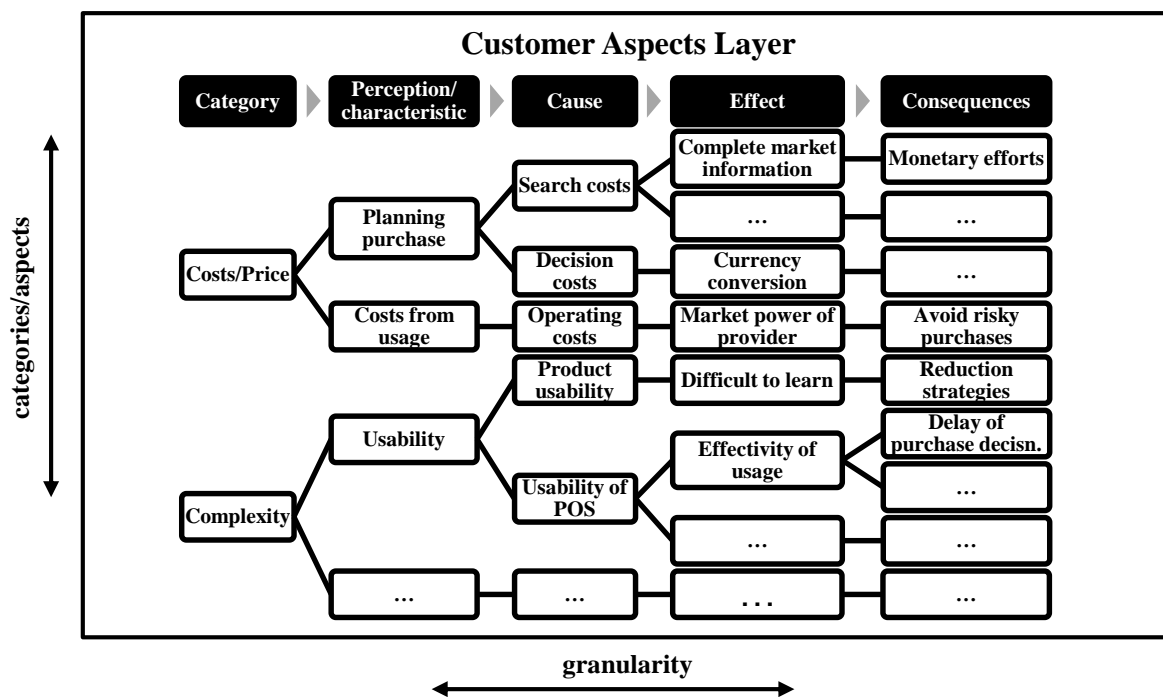 Customer Aspects Layer
Category
Perception/
characteristic
Cause
Effect
Consequences
Complete market
information
Monetary efforts
Search costs
…
…
Planning
purchase
Decision
costs
Currency
conversion
…
Costs/Price
Costs from
usage
Operating
costs
Market power of
provider
Avoid risky
purchases
Product
usability
Difficult to learn
Reduction
strategies
Usability
Effectivity of
usage
Delay of
purchase decisn.
…
Usability of
POS
Complexity
…
…
…
…
. . .
…
categories/aspects
granularity